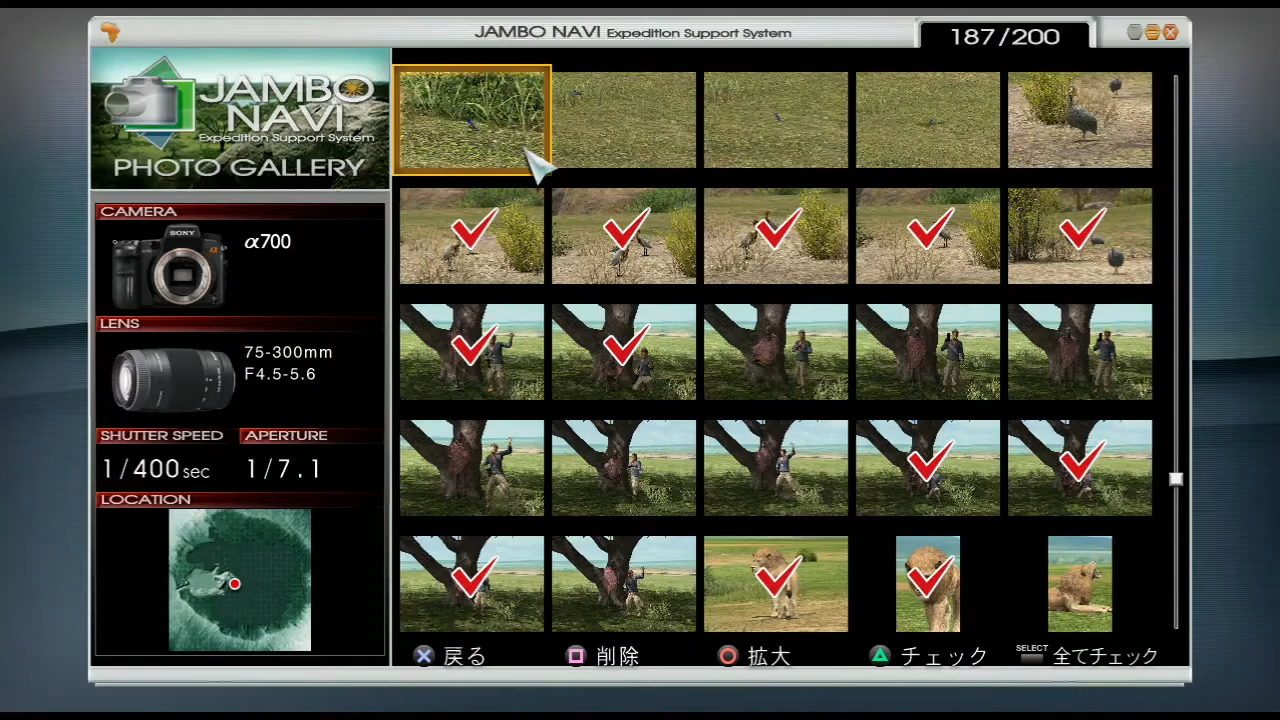 JAMBO NAVI Expedition Support System
187/200
JAMBO
NAVI
Expedition Support System
PHOTO GALLERY
CAMERA
SONY
α
α700
LENS
75-300mm
F4.5-5.6
SHUTTER SPEED
APERTURE
1/400sec
1/7.1
LOCATION
戻る
削除
拡大
チェック
SELECT
全てチェック